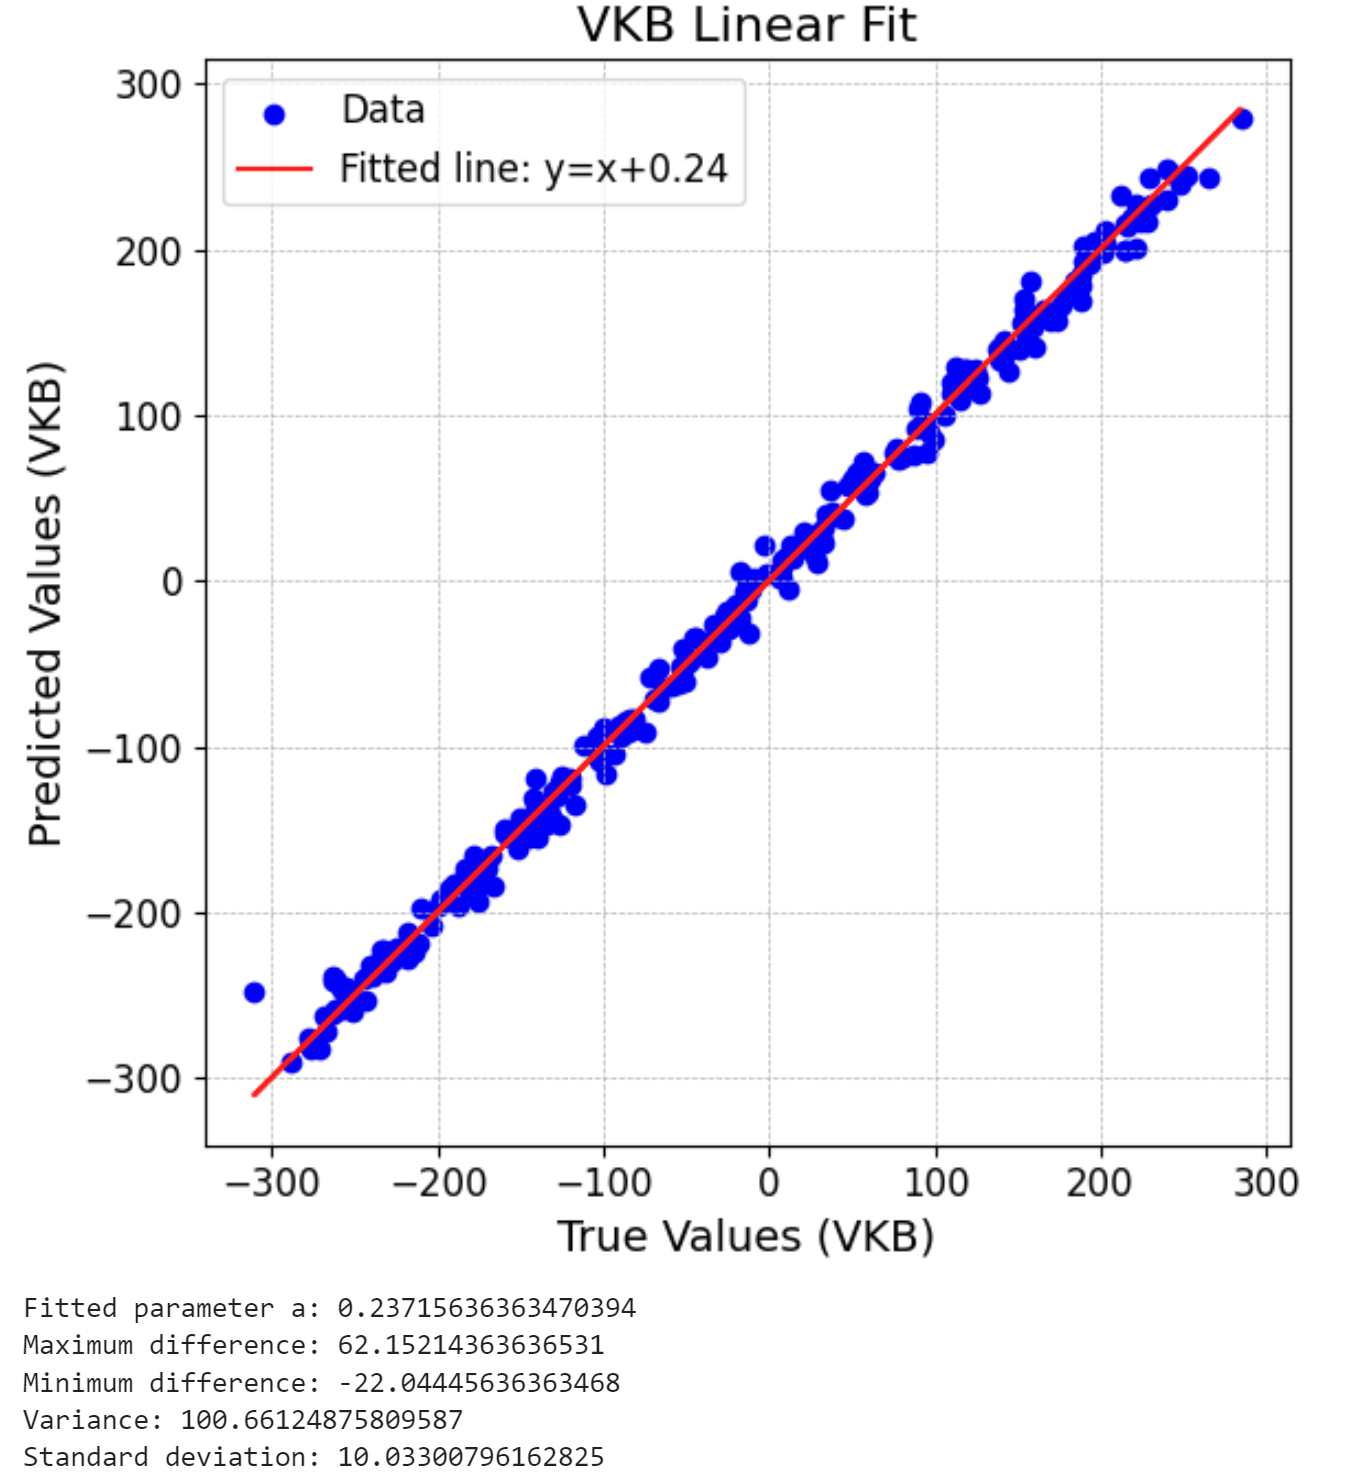 VKB Linear Fit
300
Data
Fitted line: y=x+0.24
200
100
0
−100
−200
−300
Predicted Values (VKB)
−300 −200 −100 0 100 200 300
True Values (VKB)
Fitted parameter a: 0.23715636363470394
Maximum difference: 62.15214363636531
Minimum difference: -22.04445636363468
Variance: 100.66124875809587
Standard deviation: 10.03300796162825